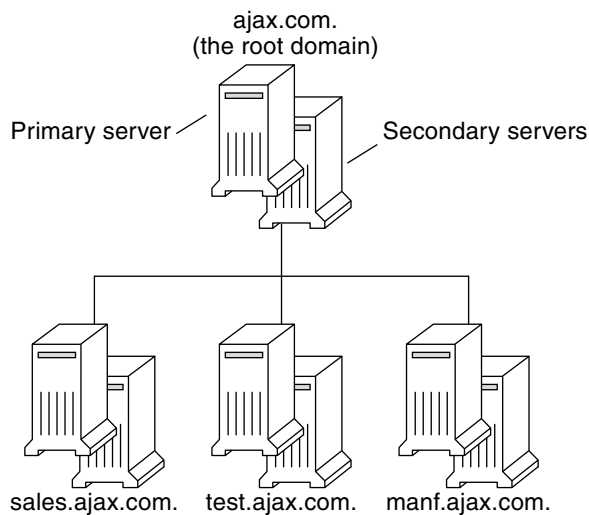 ajax.com.
(the root domain)
Primary server
Secondary servers
sales.ajax.com.
test.ajax.com.
manf.ajax.com.